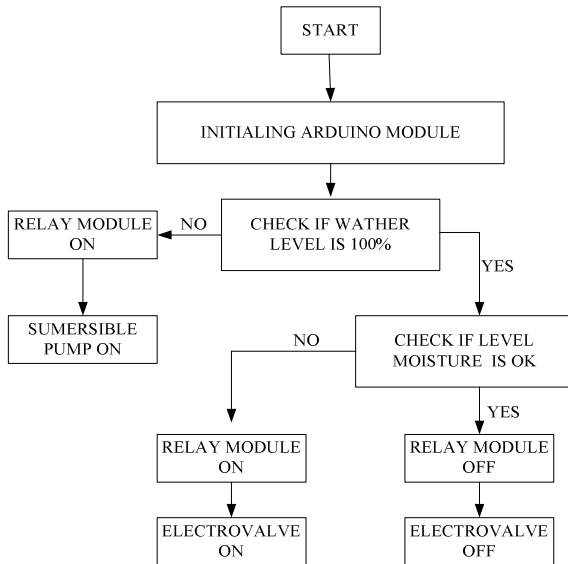 START
INITIALING ARDUINO MODULE
CHECK IF WATHER
LEVEL IS 100%
NO
RELAY MODULE
ON
YES
SUMERSIBLE
PUMP ON
CHECK IF LEVEL
MOISTURE IS OK
NO
YES
RELAY MODULE
ON
RELAY MODULE
OFF
ELECTROVALVE
ON
ELECTROVALVE
OFF